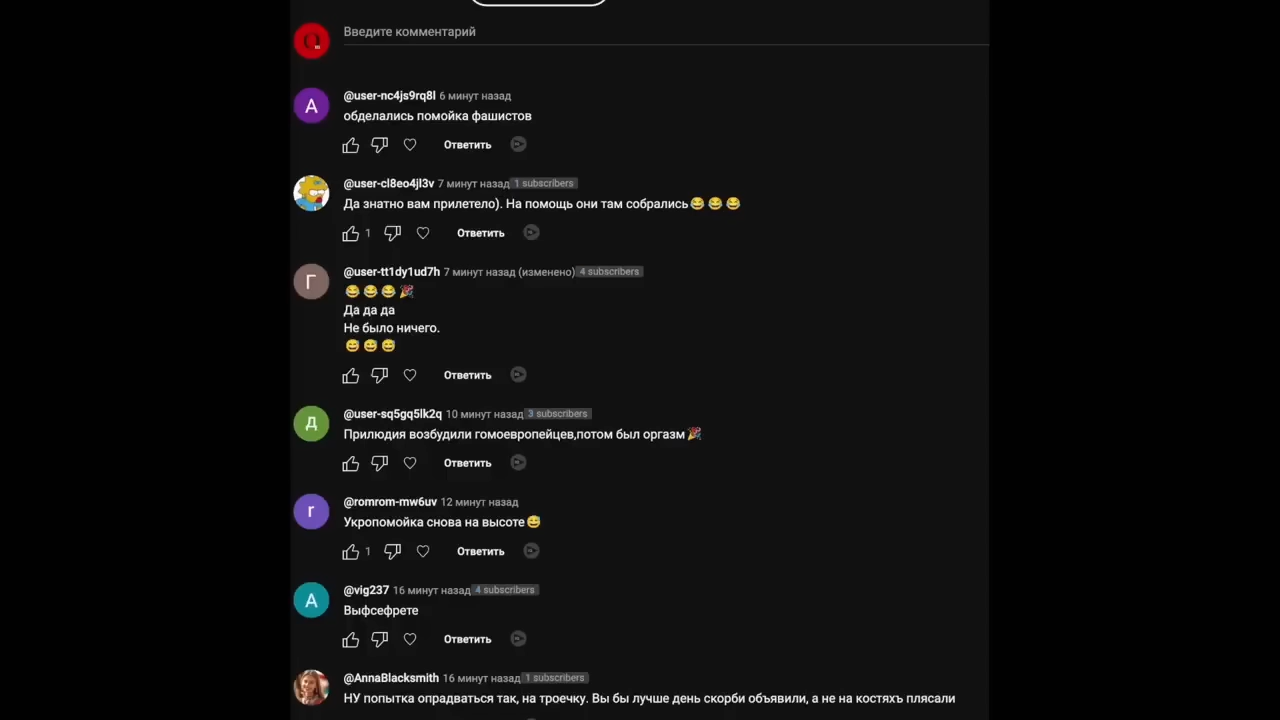 Введите комментарий
A
@user-nc4js9rq8l 6 минут назад
обделались помойка фашистов
Ответить
@user-cl8eo4jl3v 7 минут назад 1 subscribers
Да знатно вам прилетело). На помощь они там собрались😂😂😂
1 Ответить
Г
@user-tt1dy1ud7h 7 минут назад (изменено) 4 subscribers
😂😂😂🎉
Да да да
Не было ничего.
😅😅😅
Ответить
Д
@user-sq5gq5lk2q 10 минут назад 3 subscribers
Прилюдия возбудили гомоевропейцев,потом был оргазм🎉
Ответить
r
@romrom-mw6uv 12 минут назад
Укропомойка снова на высоте😅
1 Ответить
A
@vig237 16 минут назад 4 subscribers
Выфсефрете
Ответить
@AnnaBlacksmith 16 минут назад 1 subscribers
НУ попытка опрадваться так, на троечку. Вы бы лучше день скорби объявили, а не на костяхъ плясали